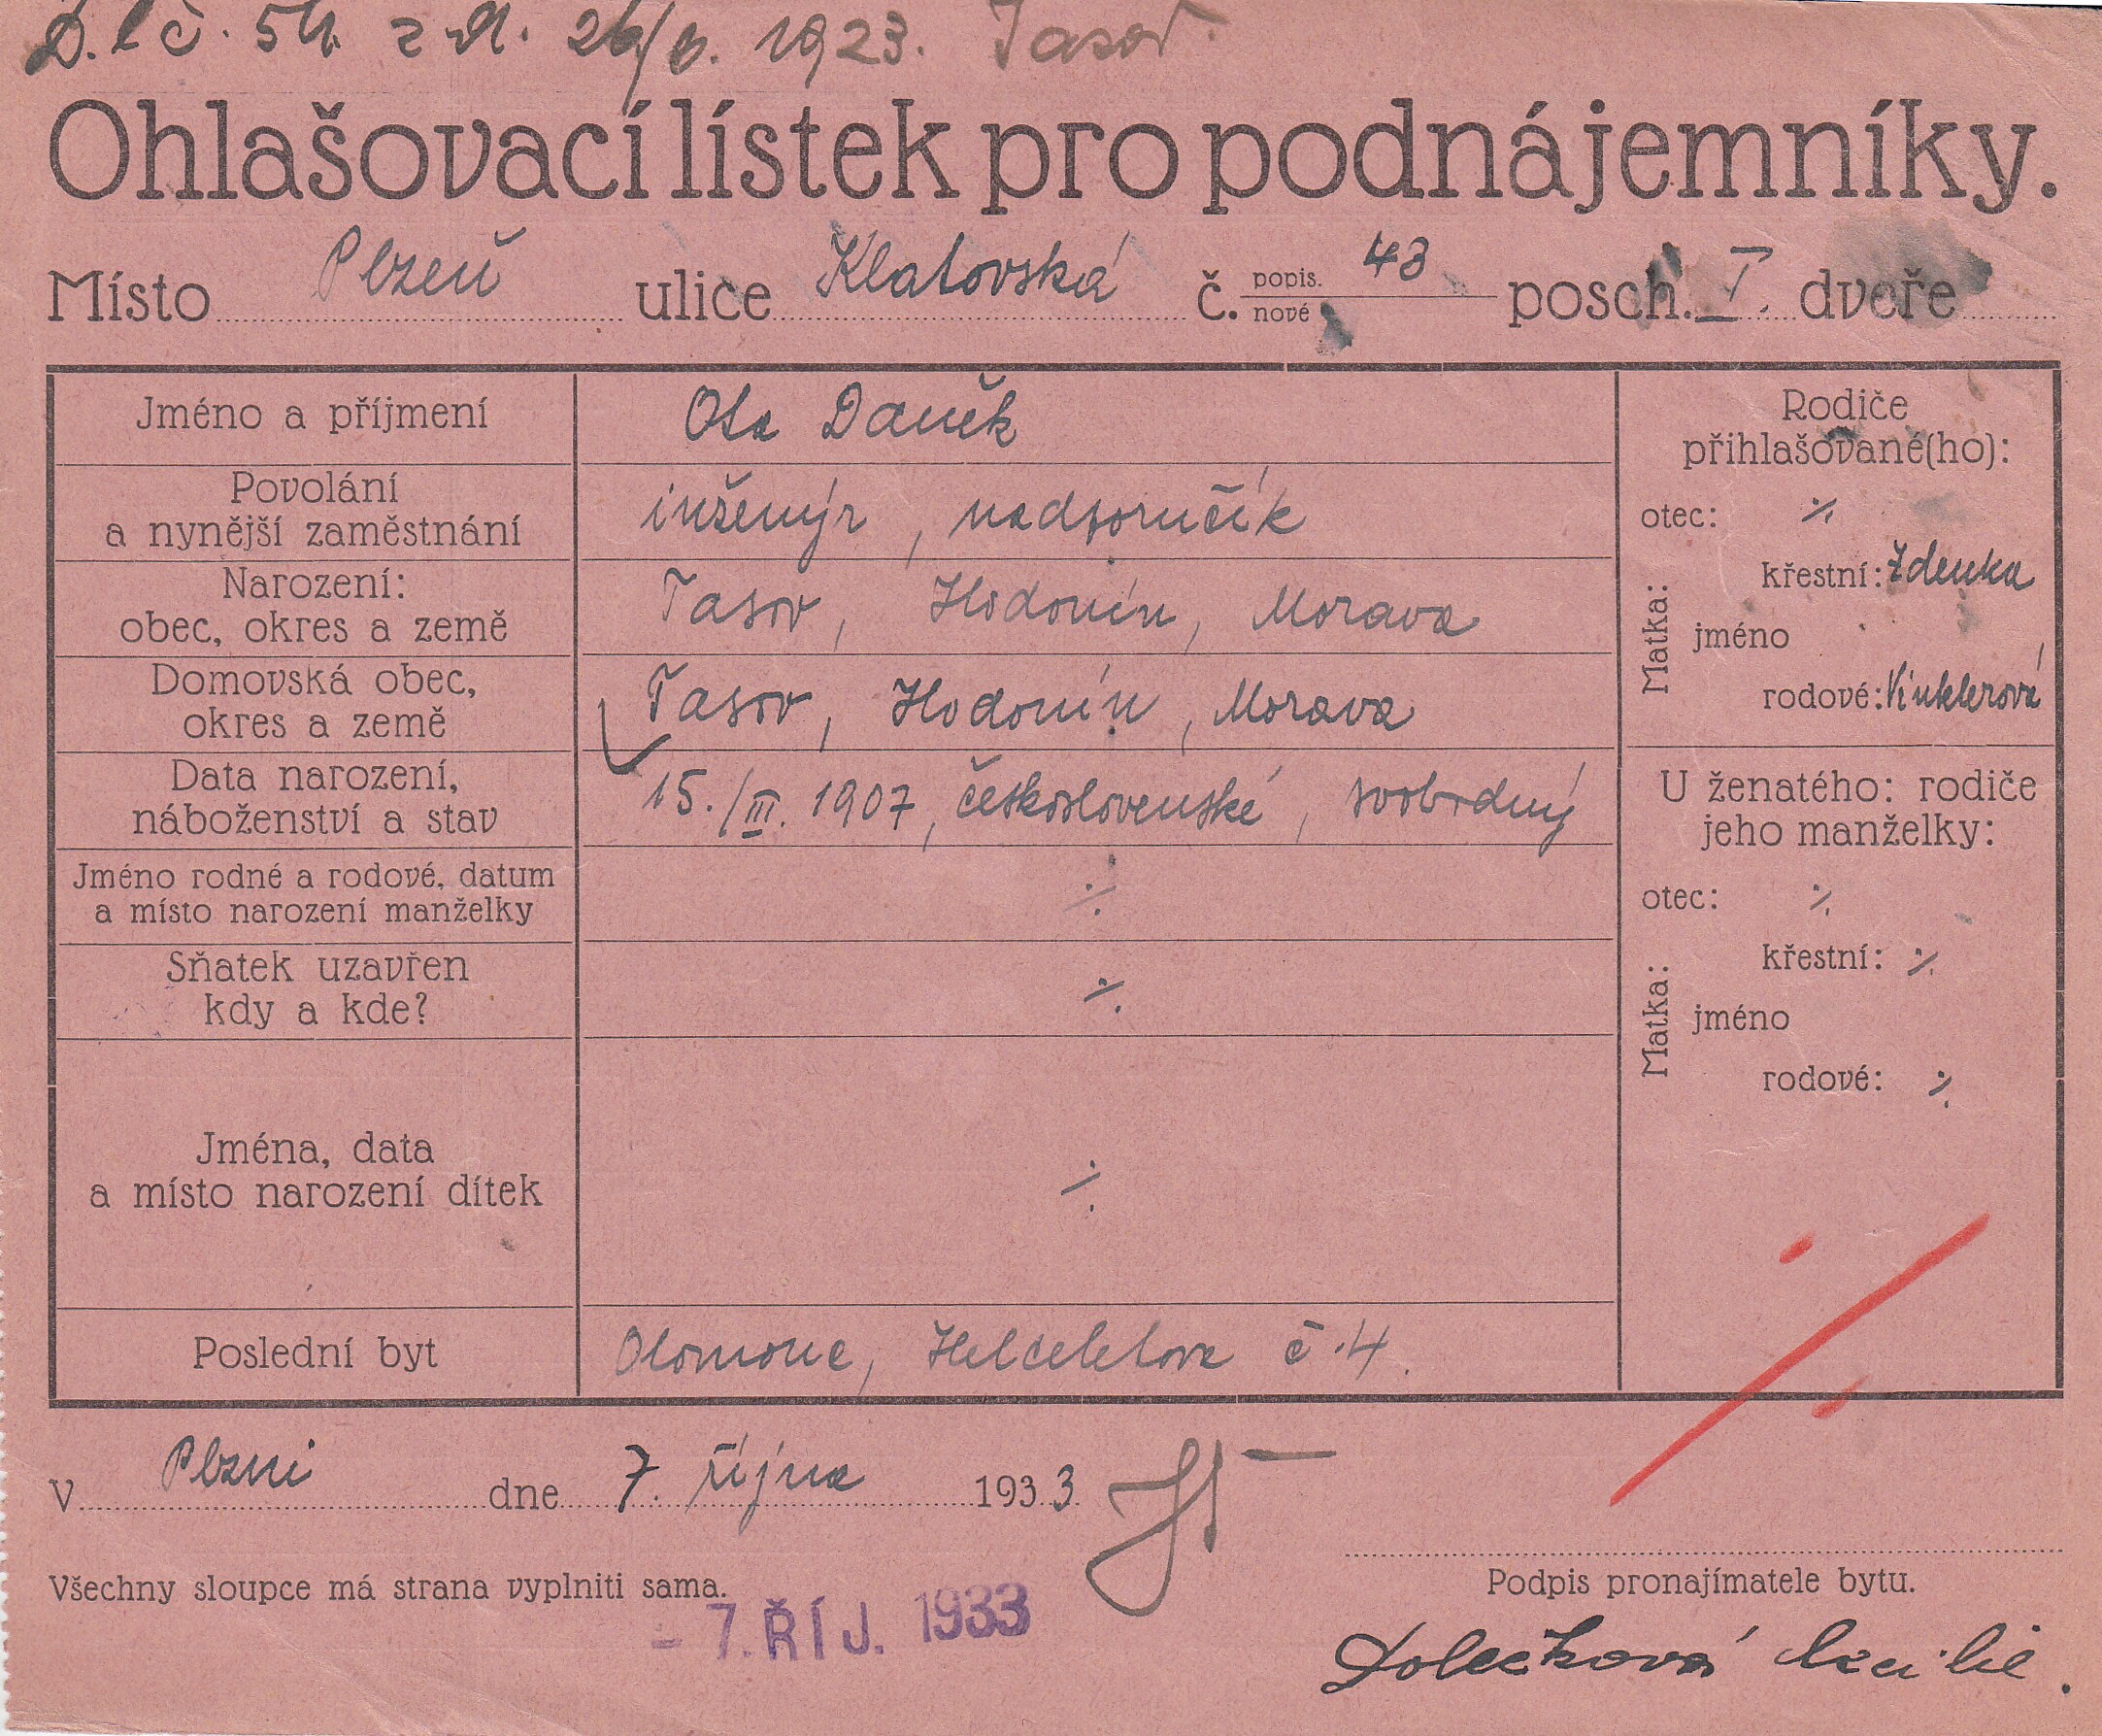 D. l. č. 54. z d. 26/6. 1923. Tasov.
Ohlašovací lístek pro podnájemníky.
Místo Plzeň ulice Klatovská č. popis. nové 43 posch. I. dveře
Jméno a příjmení Ota Daněk
Povolání
a nynější zaměstnání inženýr, nadporučík
Narození:
obec, okres a země Tasov, Hodonín, Morava
Domovská obec,
okres a země Tasov, Hodonín, Morava
Data narození,
náboženství a stav 15./III. 1907, československé, svobodný
Jméno rodné a rodové, datum
a místo narození manželky ·/.
Sňatek uzavřen
kdy a kde? ·/.
Jména, data
a místo narození dítek ·/.
Poslední byt Olomouc, Helceletova č. 4.
Rodiče
přihlašované(ho):
otec: ·/.
Matka:
křestní: Zdenka
jméno
rodové: Vinklerová
U ženatého: rodiče
jeho manželky:
otec: ·/.
Matka:
křestní: ·/.
jméno
rodové: ·/.
V Plzni dne 7. října 1933
Všechny sloupce má strana vyplniti sama.
- 7. ŘÍJ. 1933
Podpis pronajímatele bytu.
Dolečková Cecilie.